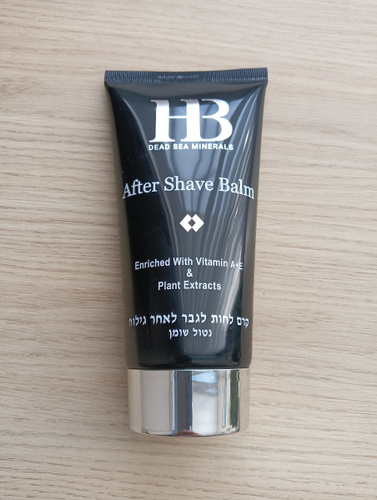 HB
DEAD SEA MINERALS
After Shave Balm
Enriched With Vitamin A+E
&
Plant Extracts
קרם לחות לגבר לאחר גילוח
נטול שומן